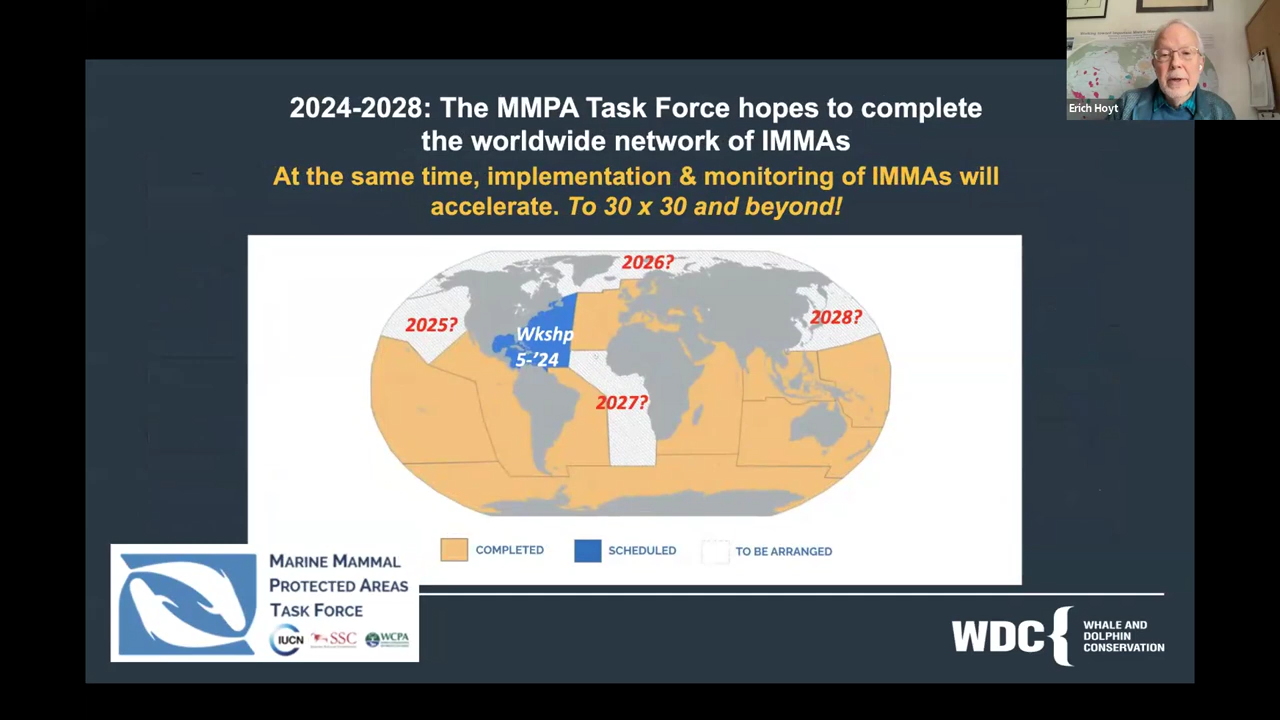 Erich Hoyt
2024-2028: The MMPA Task Force hopes to complete
the worldwide network of IMMAs
At the same time, implementation & monitoring of IMMAs will
accelerate. To 30 x 30 and beyond!
2026?
2025?
2028?
Wkshp
5-'24
2027?
COMPLETED
SCHEDULED
TO BE ARRANGED
MARINE MAMMAL
PROTECTED AREAS
TASK FORCE
IUCN
SSC
WCPA
WDC
WHALE AND
DOLPHIN
CONSERVATION